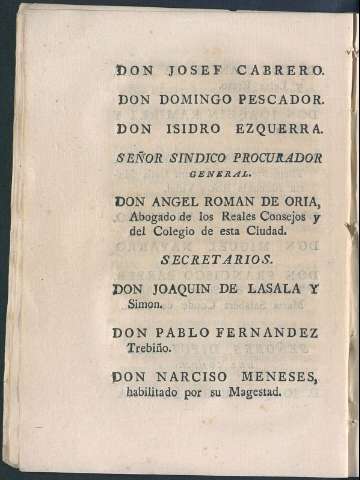 DON JOSEF CABRERO.
DON DOMINGO PESCADOR.
DON ISIDRO EZQUERRA.
SEÑOR SINDICO PROCURADOR
GENERAL.
DON ANGEL ROMAN DE ORIA,
Abogado de los Reales Consejos y
del Colegio de esta Ciudad.
SECRETARIOS.
DON JOAQUIN DE LASALA Y
Simon.
DON PABLO FERNANDEZ
Trebiño.
DON NARCISO MENESES,
habilitado por su Magestad.